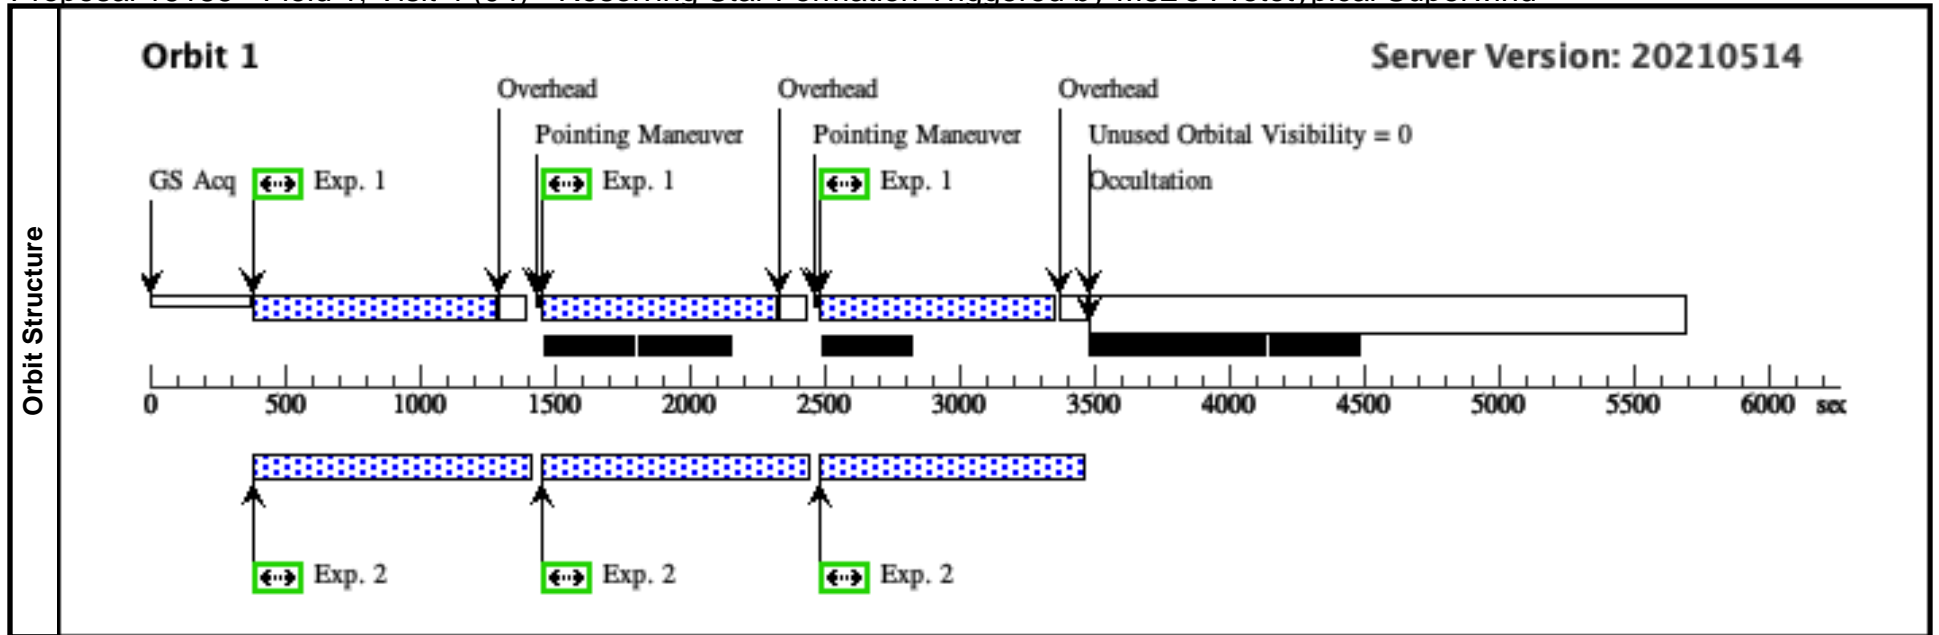 Orbit 1
Server Version: 20210514
Overhead Overhead Overhead
Pointing Maneuver Pointing Maneuver Unused Orbital Visibility = 0
GS Acq Exp. 1 Exp. 1 Exp. 1 Occultation
Orbit Structure
0 500 1000 1500 2000 2500 3000 3500 4000 4500 5000 5500 6000 sec
Exp. 2 Exp. 2 Exp. 2